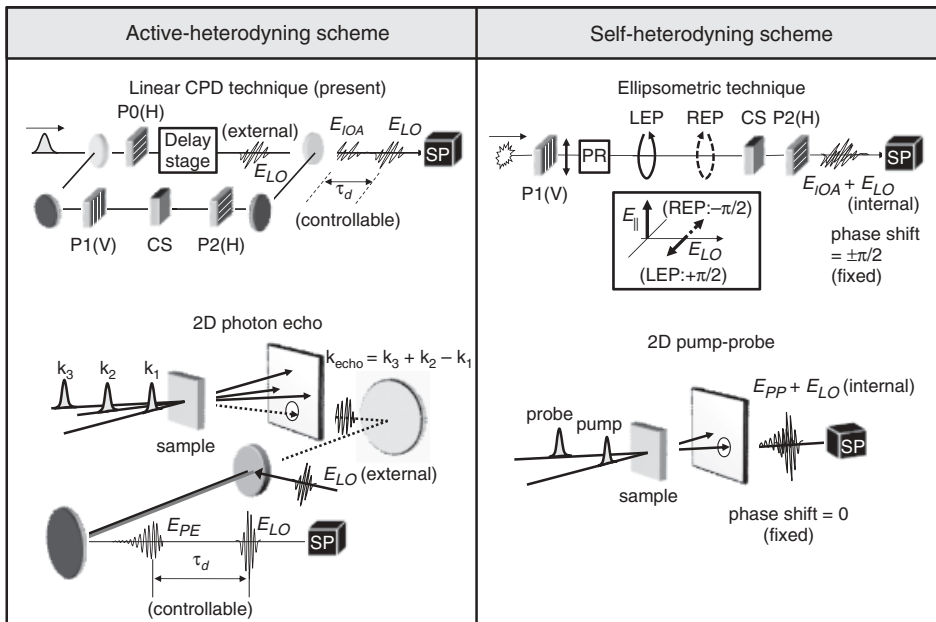 Active-heterodyning scheme
Linear CPD technique (present)
P0(H)
Delay
stage
(external)
E_LO
E_IOA
E_LO
SP
τ_d
(controllable)
P1(V)
CS
P2(H)
2D photon echo
k_echo = k_3 + k_2 − k_1
k_3
k_2
k_1
sample
E_LO (external)
E_PE
E_LO
SP
τ_d
(controllable)
Self-heterodyning scheme
Ellipsometric technique
LEP
REP
CS P2(H)
PR
SP
P1(V)
E_IOA + E_LO
(internal)
E_||
(REP:−π/2)
E_LO
(LEP:+π/2)
phase shift
= ±π/2
(fixed)
2D pump-probe
E_PP + E_LO (internal)
probe
pump
SP
sample
phase shift = 0
(fixed)